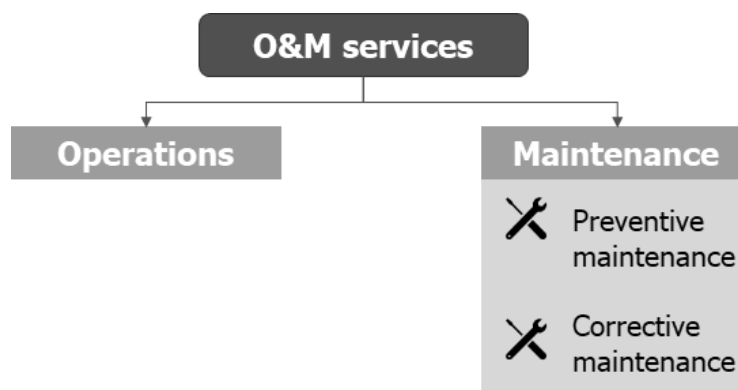 O&M services
Operations
Maintenance
Preventive
maintenance
Corrective
maintenance